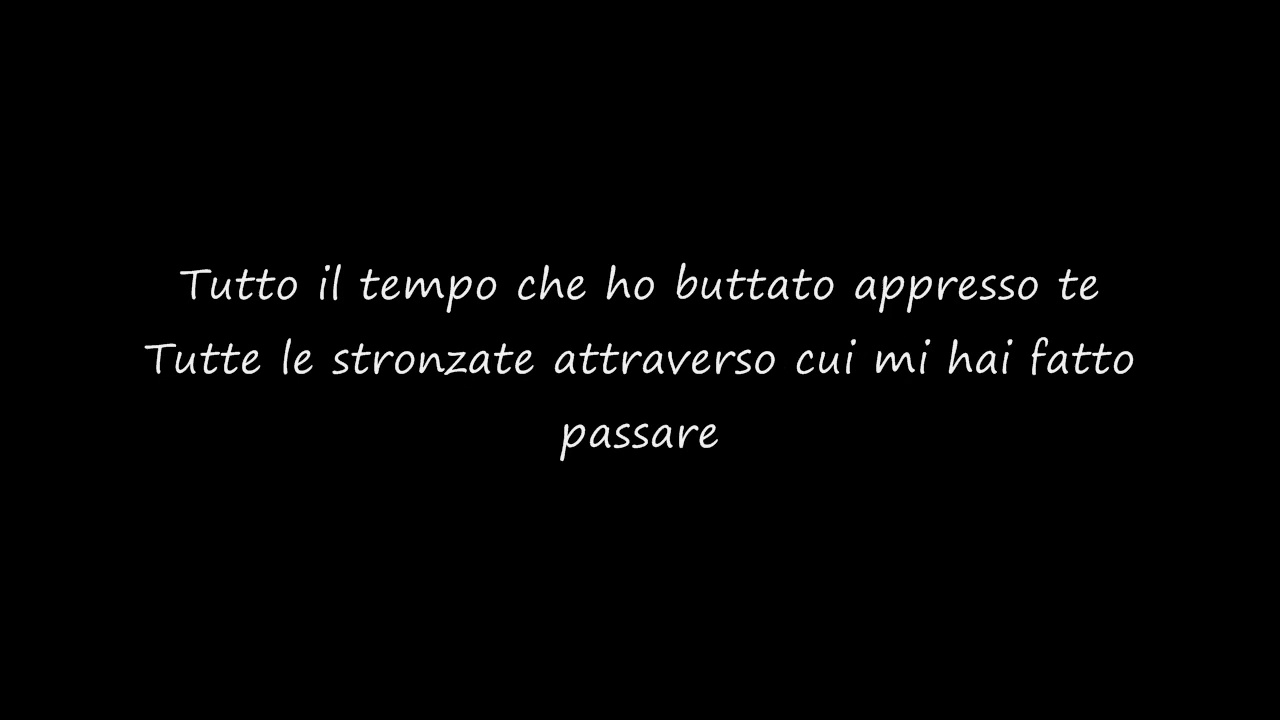 Tutto il tempo che ho buttato appresso te
Tutte le stronzate attraverso cui mi hai fatto
passare